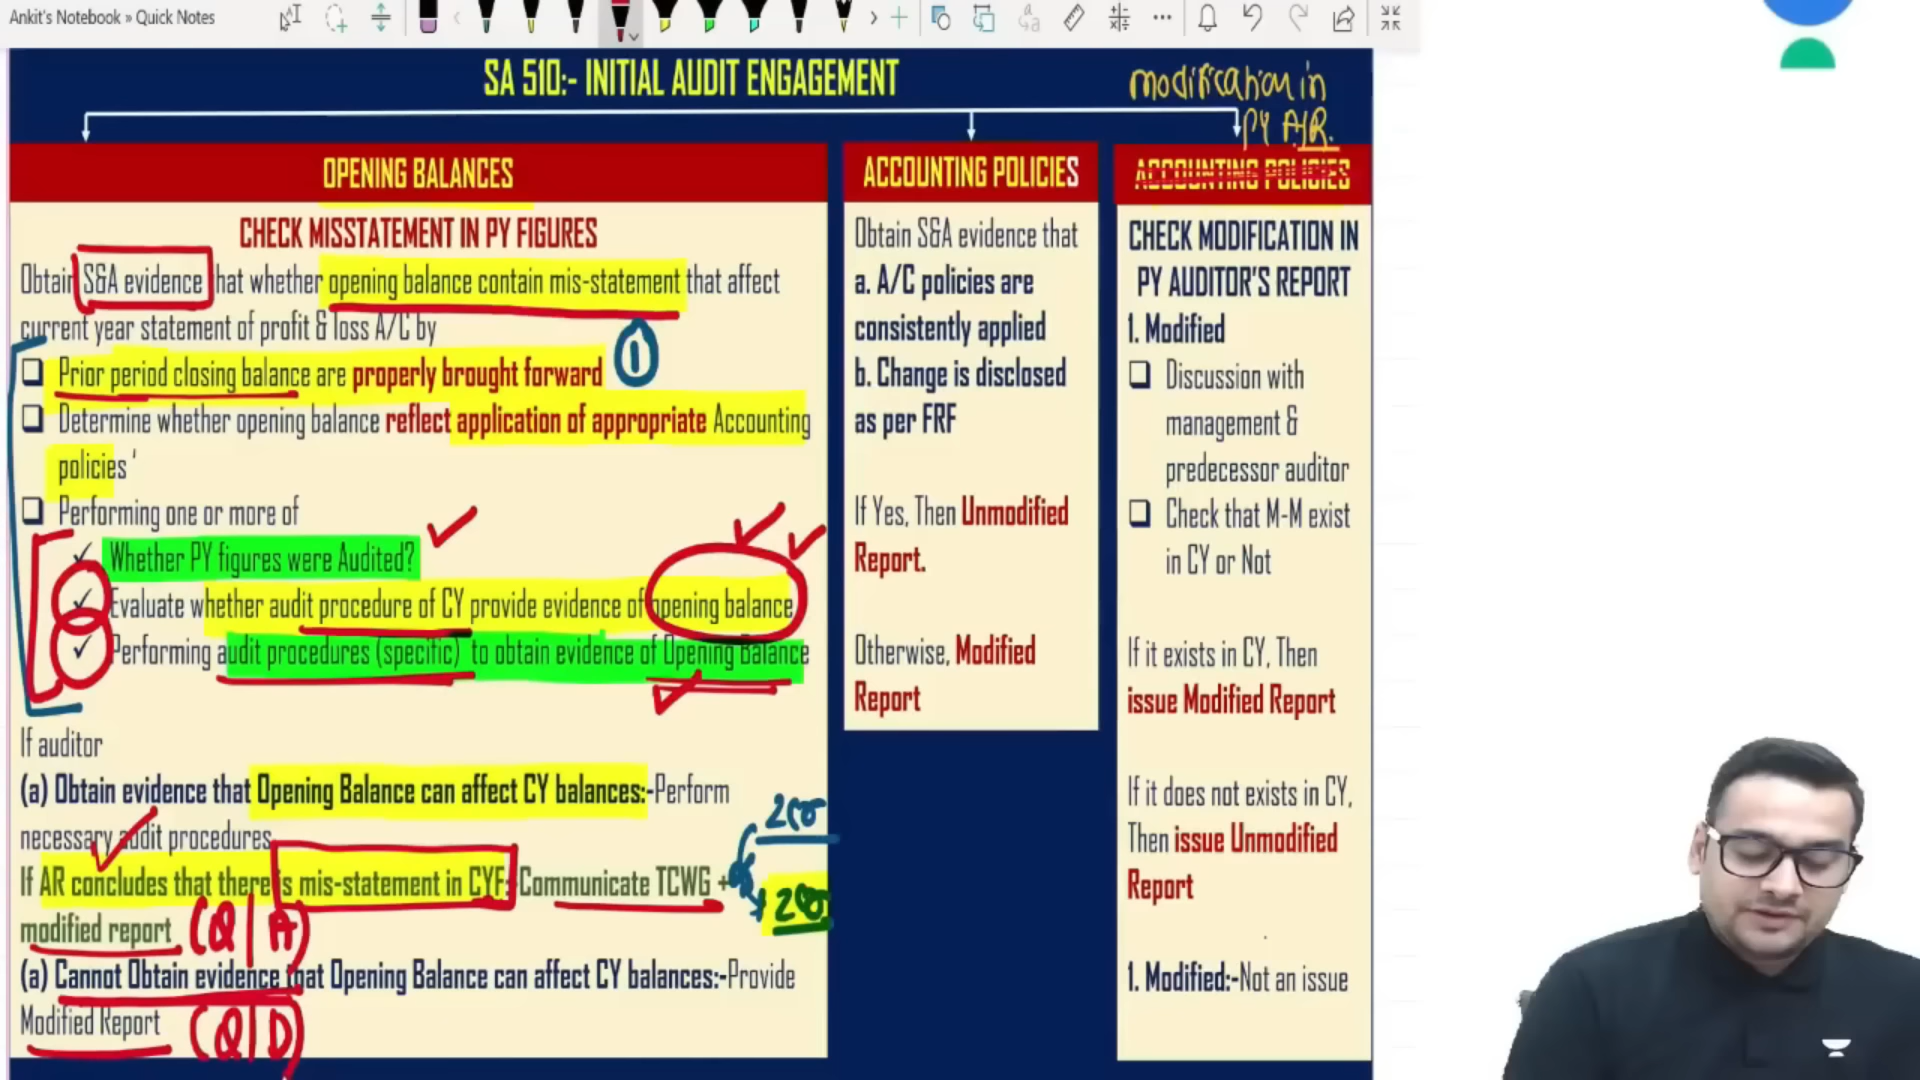 Ankit's Notebook » Quick Notes
SA 510:- INITIAL AUDIT ENGAGEMENT
modification in
PY A.R.
OPENING BALANCES
CHECK MISSTATEMENT IN PY FIGURES
Obtain S&A evidence that whether opening balance contain mis-statement that affect
current year statement of profit & loss A/C by
1
❑ Prior period closing balance are properly brought forward
❑ Determine whether opening balance reflect application of appropriate Accounting
policies '
❑ Performing one or more of
✓ Whether PY figures were Audited?
✓ Evaluate whether audit procedure of CY provide evidence of opening balance
✓ Performing audit procedures (specific) to obtain evidence of Opening Balance
If auditor
(a) Obtain evidence that Opening Balance can affect CY balances:-Perform
necessary audit procedures
If AR concludes that there is mis-statement in CYF:-Communicate TCWG +
modified report (Q|A)
(a) Cannot Obtain evidence that Opening Balance can affect CY balances:-Provide
Modified Report (Q|D)
2cr
2cr
ACCOUNTING POLICIES
Obtain S&A evidence that
a. A/C policies are
consistently applied
b. Change is disclosed
as per FRF
If Yes, Then Unmodified
Report.
Otherwise, Modified
Report
ACCOUNTING POLICIES
CHECK MODIFICATION IN
PY AUDITOR'S REPORT
1. Modified
❑ Discussion with
management &
predecessor auditor
❑ Check that M-M exist
in CY or Not
If it exists in CY, Then
issue Modified Report
If it does not exists in CY,
Then issue Unmodified
Report
1. Modified:-Not an issue